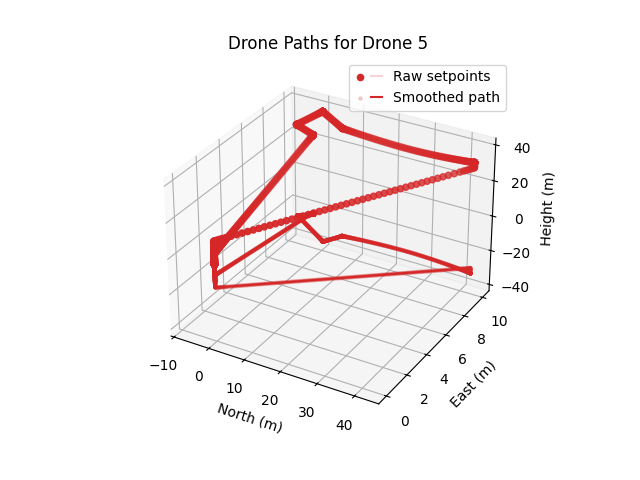 Drone Paths for Drone 5
Raw setpoints
Smoothed path
40
20
0
−20
−40
Height (m)
10
8
6
4
2
0
East (m)
−10
0
10
20
30
40
North (m)